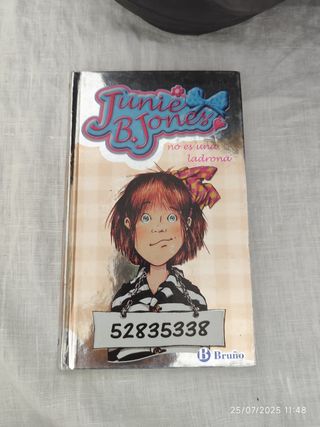 Junie
B. Jones
no es una
ladrona
52835338
B Bruño
25/07/2025 11:48